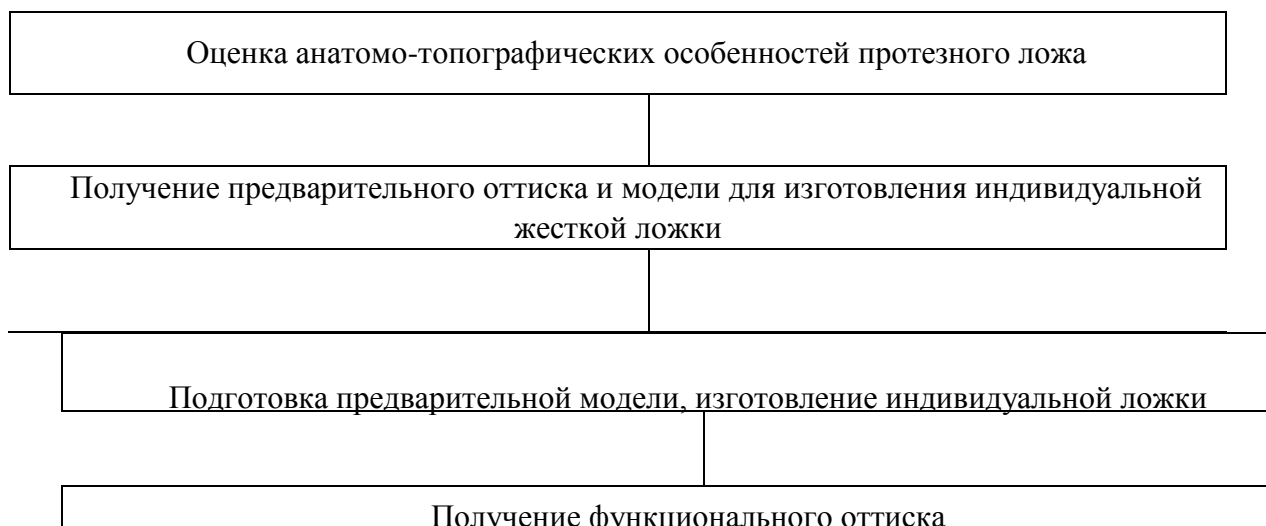 Оценка анатомо-топографических особенностей протезного ложа
Получение предварительного оттиска и модели для изготовления индивидуальной
жесткой ложки
Подготовка предварительной модели, изготовление индивидуальной ложки
Получение функционального оттиска